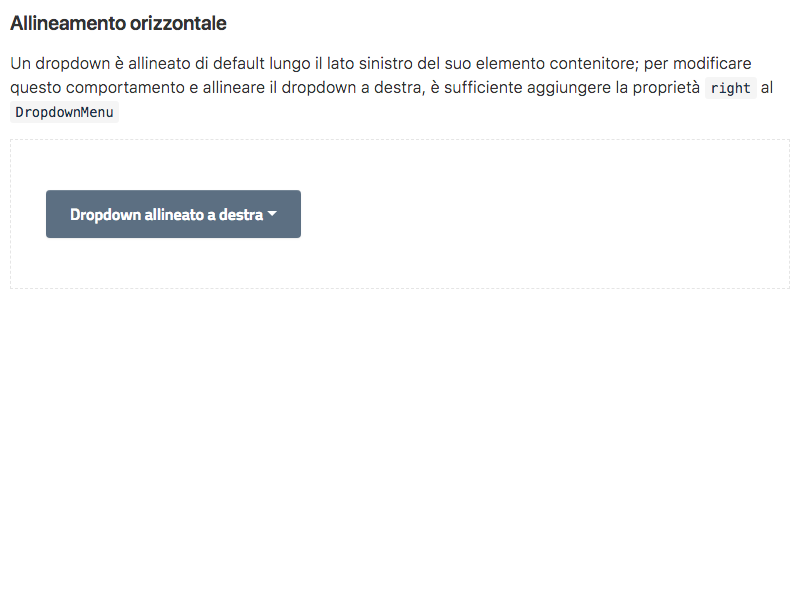 Allineamento orizzontale
Un dropdown è allineato di default lungo il lato sinistro del suo elemento contenitore; per modificare
questo comportamento e allineare il dropdown a destra, è sufficiente aggiungere la proprietà right al
DropdownMenu
Dropdown allineato a destra